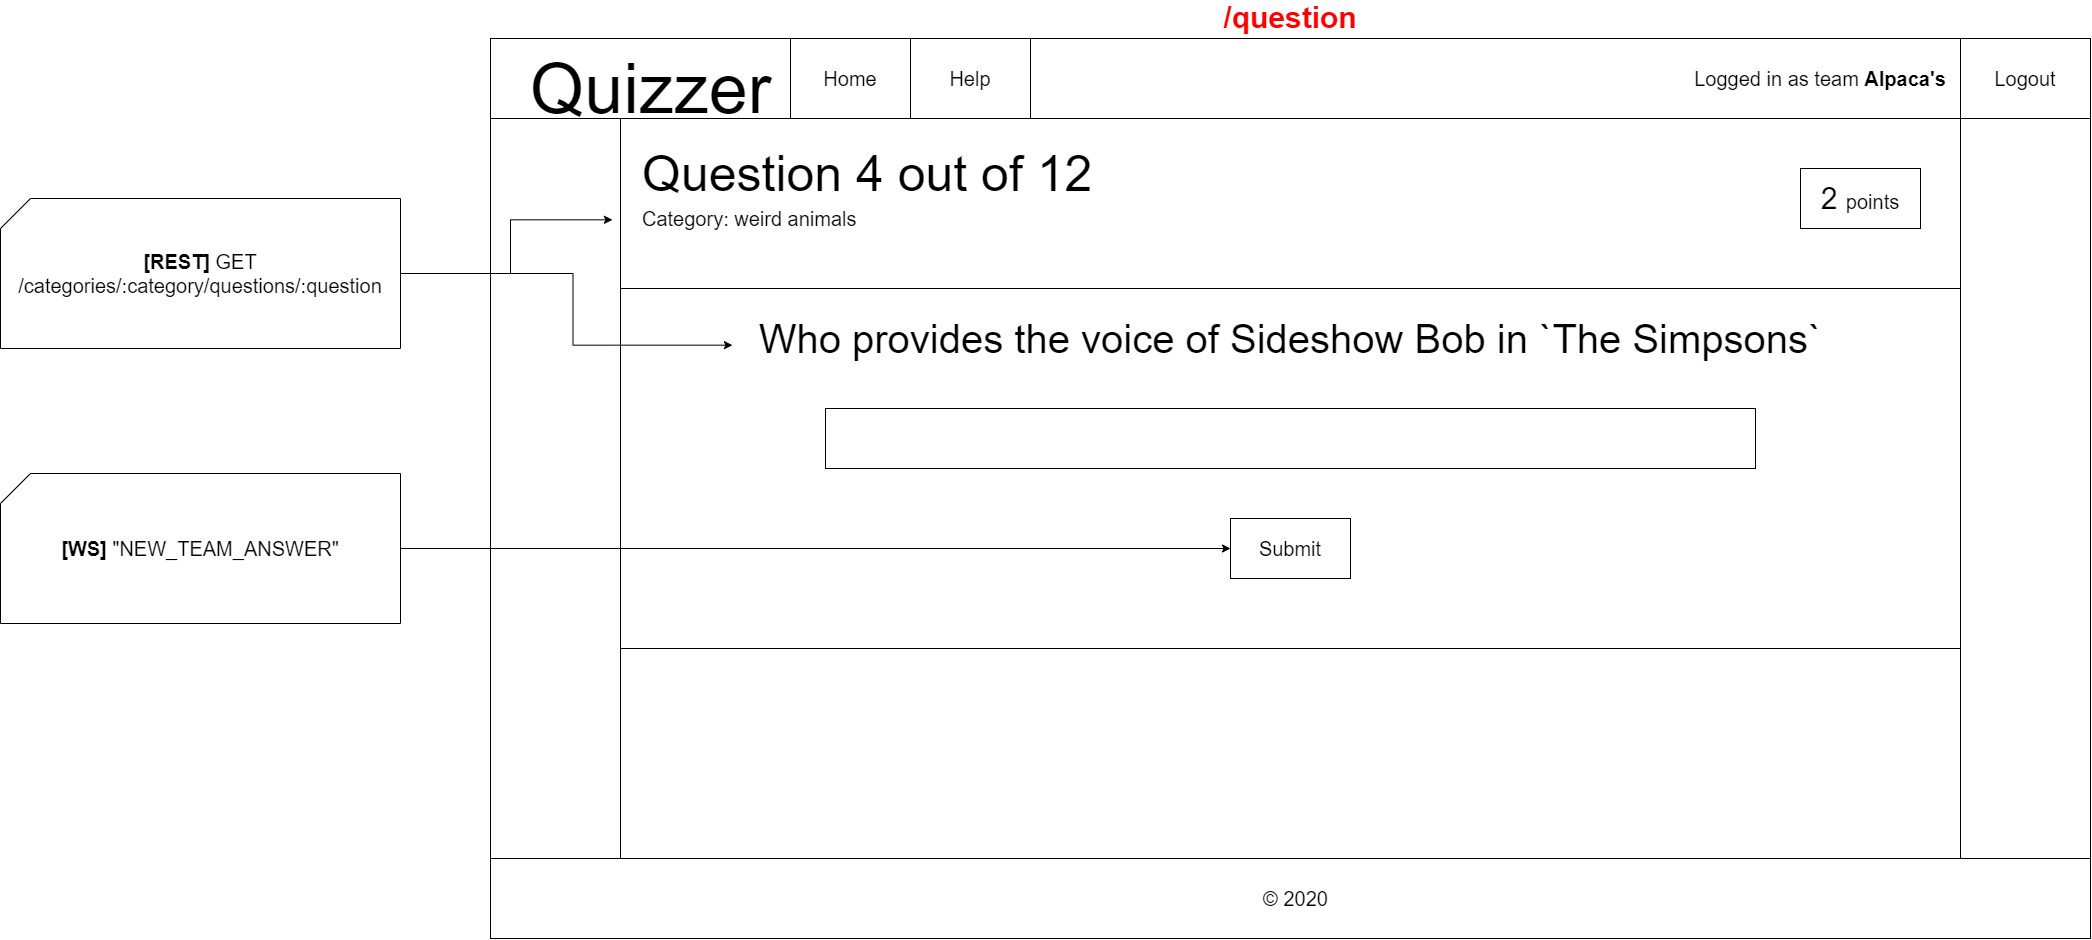 /question
Quizzer
Home
Help
Logged in as team Alpaca's
Logout
Question 4 out of 12
Category: weird animals
2 points
[REST] GET
/categories/:category/questions/:question
Who provides the voice of Sideshow Bob in `The Simpsons`
[WS] "NEW_TEAM_ANSWER"
Submit
© 2020